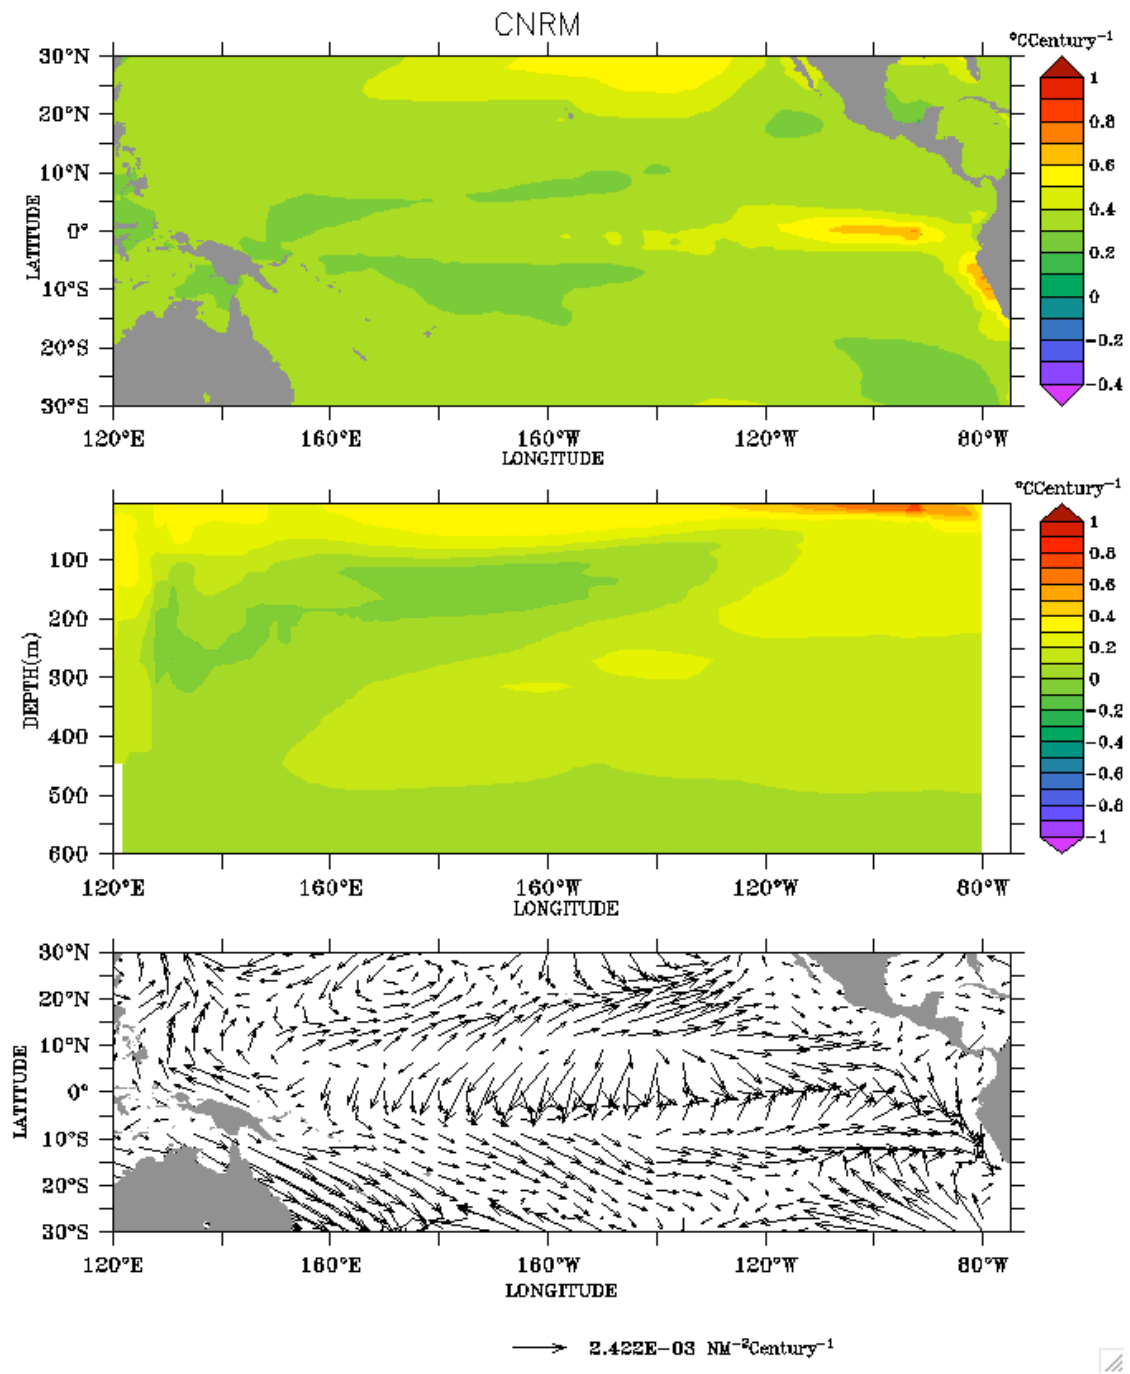 CNRM
°CCentury⁻¹
30°N
20°N
10°N
0°
10°S
20°S
30°S
LATITUDE
120°E 160°E 160°W 120°W 80°W
LONGITUDE
1
0.8
0.6
0.4
0.2
0
-0.2
-0.4
°CCentury⁻¹
100
200
300
400
500
600
DEPTH(m)
120°E 160°E 160°W 120°W 80°W
LONGITUDE
1
0.8
0.6
0.4
0.2
0
-0.2
-0.4
-0.6
-0.8
-1
30°N
20°N
10°N
0°
10°S
20°S
30°S
LATITUDE
120°E 160°E 160°W 120°W 80°W
LONGITUDE
2.422E-03 NM⁻²Century⁻¹